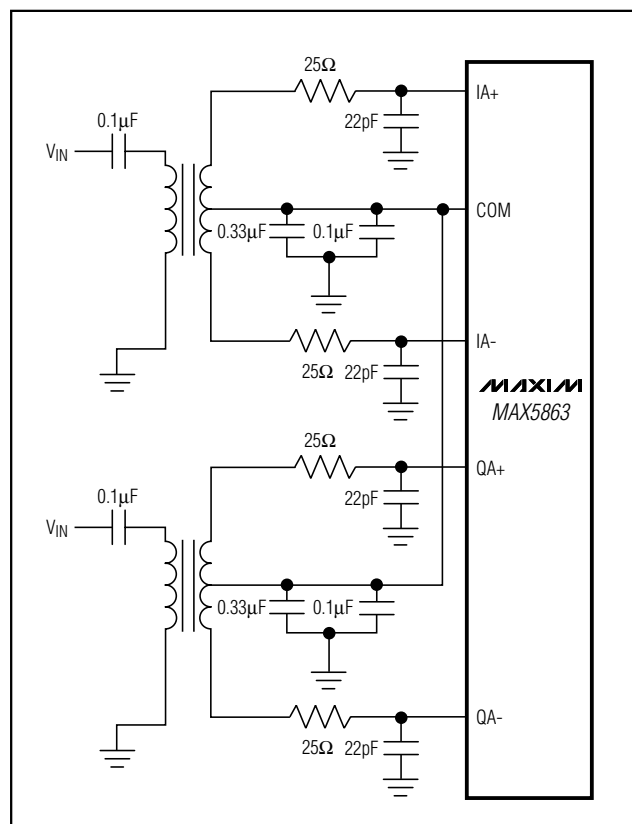 25Ω
IA+
0.1μF
22pF
VIN
COM
0.33μF
0.1μF
IA-
25Ω
22pF
MAXIM
MAX5863
25Ω
QA+
0.1μF
22pF
VIN
0.33μF
0.1μF
QA-
25Ω
22pF